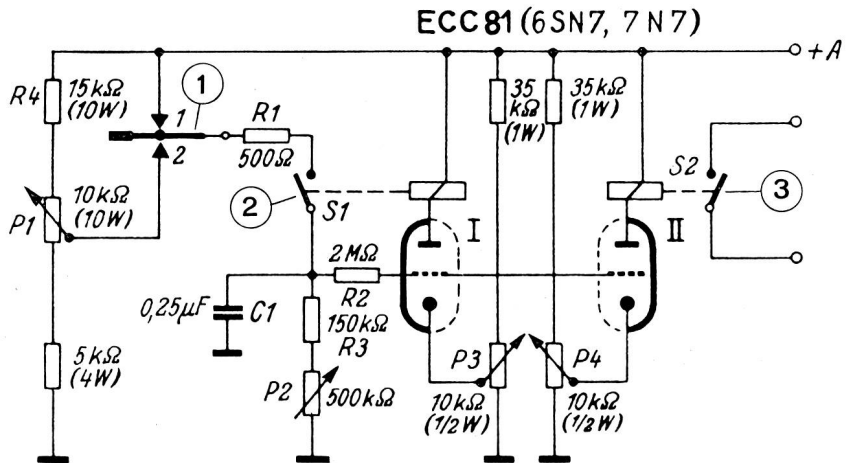 ECC81 (6SN7, 7N7)
+A
R4
15kΩ
(10W)
1
1
2
R1
500Ω
35
kΩ
(1W)
35kΩ
(1W)
S2
3
P1
10kΩ
(10W)
2
S1
I
II
2MΩ
R2
0,25µF
C1
150kΩ
R3
5kΩ
(4W)
P2
500kΩ
P3
10kΩ
(1/2W)
P4
10kΩ
(1/2W)